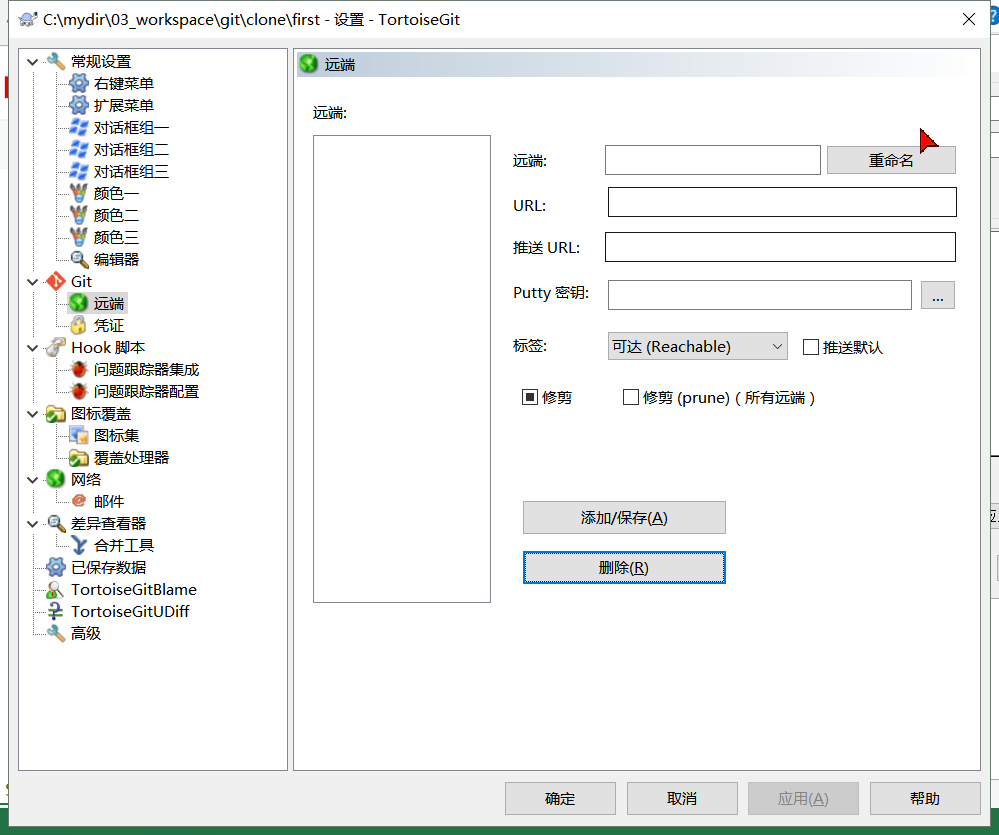 C:\mydir\03_workspace\git\clone\first - 设置 - TortoiseGit
常规设置
右键菜单
扩展菜单
对话框组一
对话框组二
对话框组三
颜色一
颜色二
颜色三
编辑器
Git
远端
凭证
Hook 脚本
问题跟踪器集成
问题跟踪器配置
图标覆盖
图标集
覆盖处理器
网络
邮件
差异查看器
合并工具
已保存数据
TortoiseGitBlame
TortoiseGitUDiff
高级
远端
远端:
远端:
重命名
URL:
推送 URL:
Putty 密钥:
...
标签:
可达 (Reachable)
推送默认
修剪
修剪 (prune) ( 所有远端 )
添加/保存(A)
删除(R)
确定
取消
应用(A)
帮助